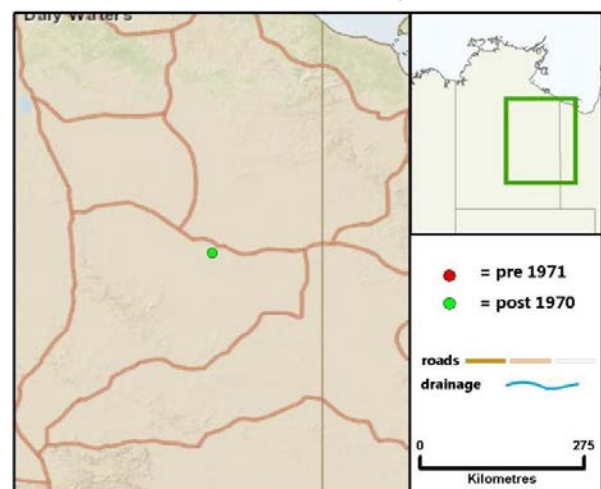 Daly Waters
= pre 1971
= post 1970
roads
drainage
0 275
Kilometres